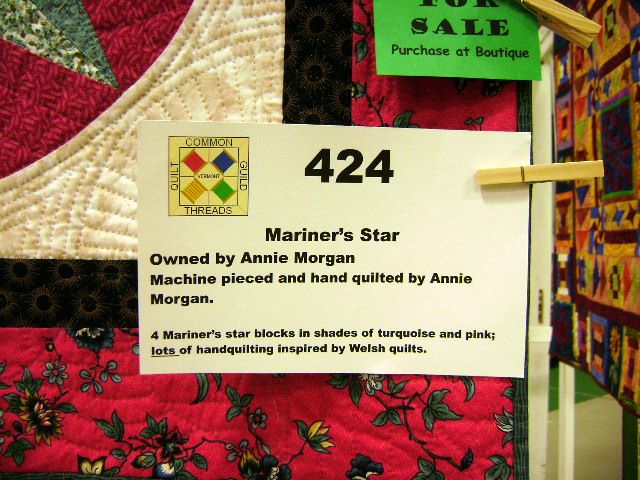 FOR
SALE
Purchase at Boutique
COMMON
QUILT
VERMONT
GUILD
THREADS
424
Mariner's Star
Owned by Annie Morgan
Machine pieced and hand quilted by Annie
Morgan.
4 Mariner's star blocks in shades of turquoise and pink;
lots of handquilting inspired by Welsh quilts.